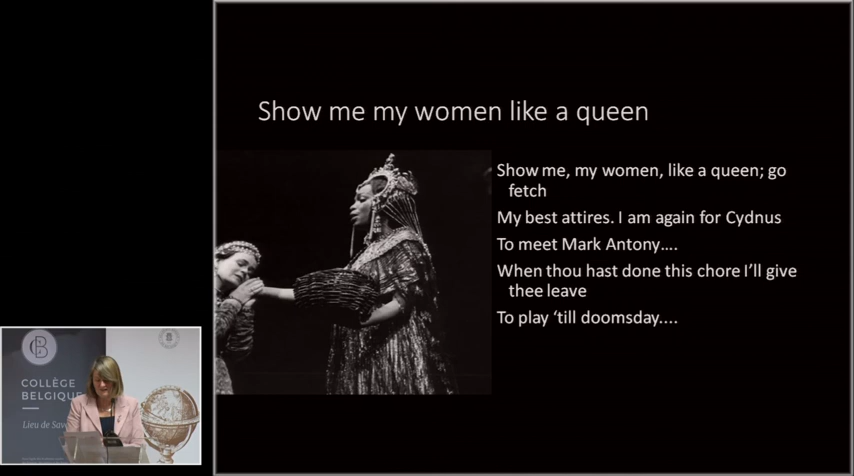 Show me my women like a queen
Show me, my women, like a queen; go
fetch
My best attires. I am again for Cydnus
To meet Mark Antony....
When thou hast done this chore I'll give
thee leave
To play 'till doomsday....
CB
COLLÈGE
BELGIQUE
Lieu de